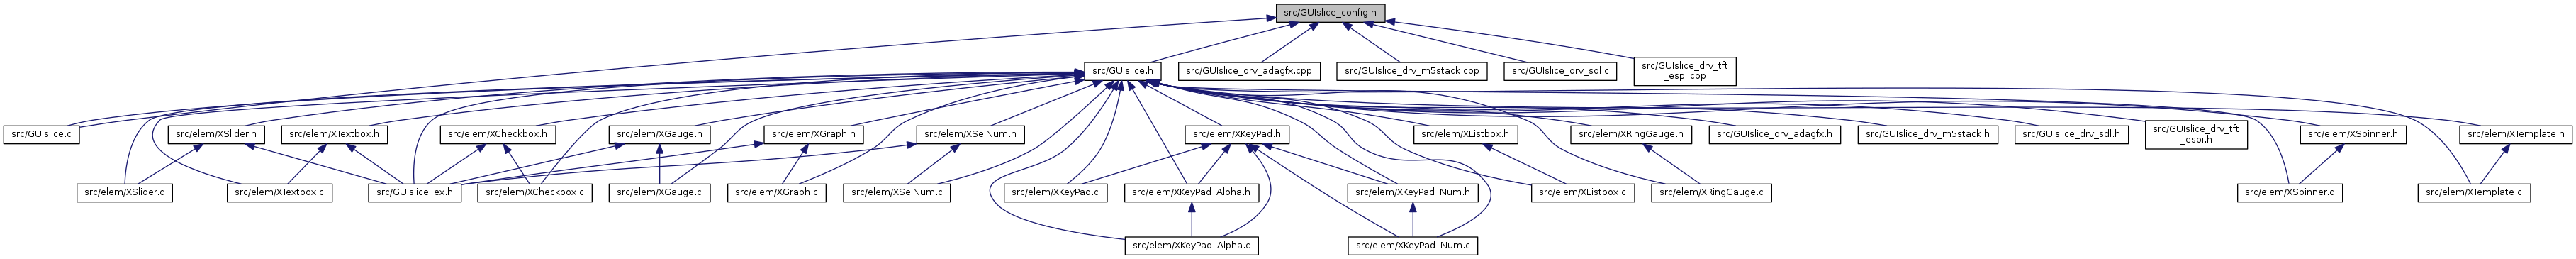 src/GUIslice_config.h
src/GUIslice.h
src/GUIslice_drv_adagfx.cpp
src/GUIslice_drv_m5stack.cpp
src/GUIslice_drv_sdl.c
src/GUIslice_drv_tft
_espi.cpp
src/GUIslice.c
src/elem/XSlider.h
src/elem/XTextbox.h
src/elem/XCheckbox.h
src/elem/XGauge.h
src/elem/XGraph.h
src/elem/XSelNum.h
src/elem/XKeyPad.h
src/elem/XListbox.h
src/elem/XRingGauge.h
src/GUIslice_drv_adagfx.h
src/GUIslice_drv_m5stack.h
src/GUIslice_drv_sdl.h
src/GUIslice_drv_tft
_espi.h
src/elem/XSpinner.h
src/elem/XTemplate.h
src/elem/XSlider.c
src/elem/XTextbox.c
src/GUIslice_ex.h
src/elem/XCheckbox.c
src/elem/XGauge.c
src/elem/XGraph.c
src/elem/XSelNum.c
src/elem/XKeyPad.c
src/elem/XKeyPad_Alpha.h
src/elem/XKeyPad_Num.h
src/elem/XListbox.c
src/elem/XRingGauge.c
src/elem/XSpinner.c
src/elem/XTemplate.c
src/elem/XKeyPad_Alpha.c
src/elem/XKeyPad_Num.c